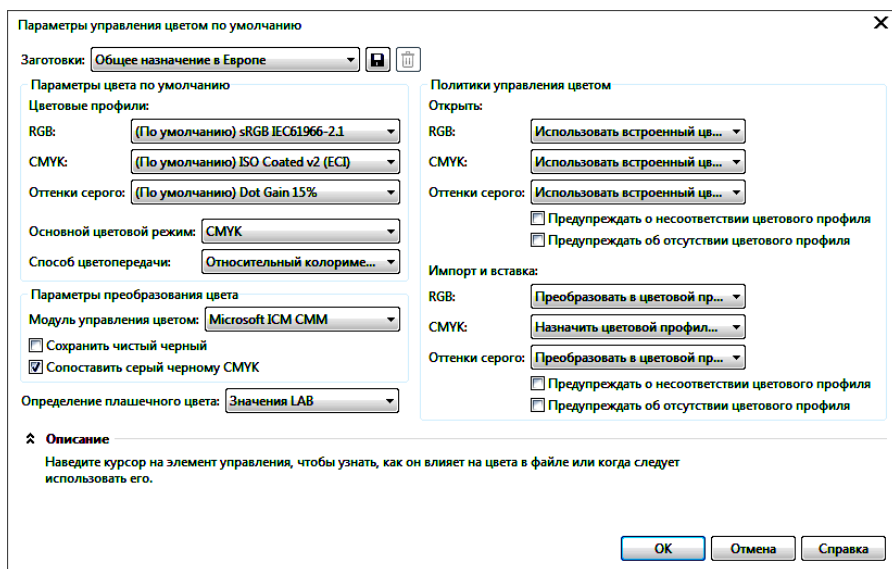 Параметры управления цветом по умолчанию
Заготовки: Общее назначение в Европе
Параметры цвета по умолчанию
Цветовые профили:
RGB: (По умолчанию) sRGB IEC61966-2.1
CMYK: (По умолчанию) ISO Coated v2 (ECI)
Оттенки серого: (По умолчанию) Dot Gain 15%
Основной цветовой режим: CMYK
Способ цветопередачи: Относительный колориме...
Параметры преобразования цвета
Модуль управления цветом: Microsoft ICM CMM
Сохранить чистый черный
Сопоставить серый черному CMYK
Определение плашечного цвета: Значения LAB
Политики управления цветом
Открыть:
RGB: Использовать встроенный цв...
CMYK: Использовать встроенный цв...
Оттенки серого: Использовать встроенный цв...
Предупреждать о несоответствии цветового профиля
Предупреждать об отсутствии цветового профиля
Импорт и вставка:
RGB: Преобразовать в цветовой пр...
CMYK: Назначить цветовой профил...
Оттенки серого: Преобразовать в цветовой пр...
Предупреждать о несоответствии цветового профиля
Предупреждать об отсутствии цветового профиля
Описание
Наведите курсор на элемент управления, чтобы узнать, как он влияет на цвета в файле или когда следует
использовать его.
ОК Отмена Справка